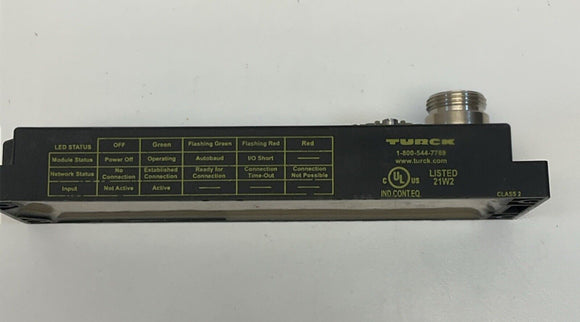 LED STATUS OFF Green Flashing Green Flashing Red Red
Module Status Power Off Operating Autobaud I/O Short
Network Status No Connection Established Connection Ready for Connection Connection Time-Out Connection Not Possible
Input Not Active Active
TURCK
1-800-544-7769
www.turck.com
C UL US LISTED
21W2
IND.CONT.EQ.
CLASS 2